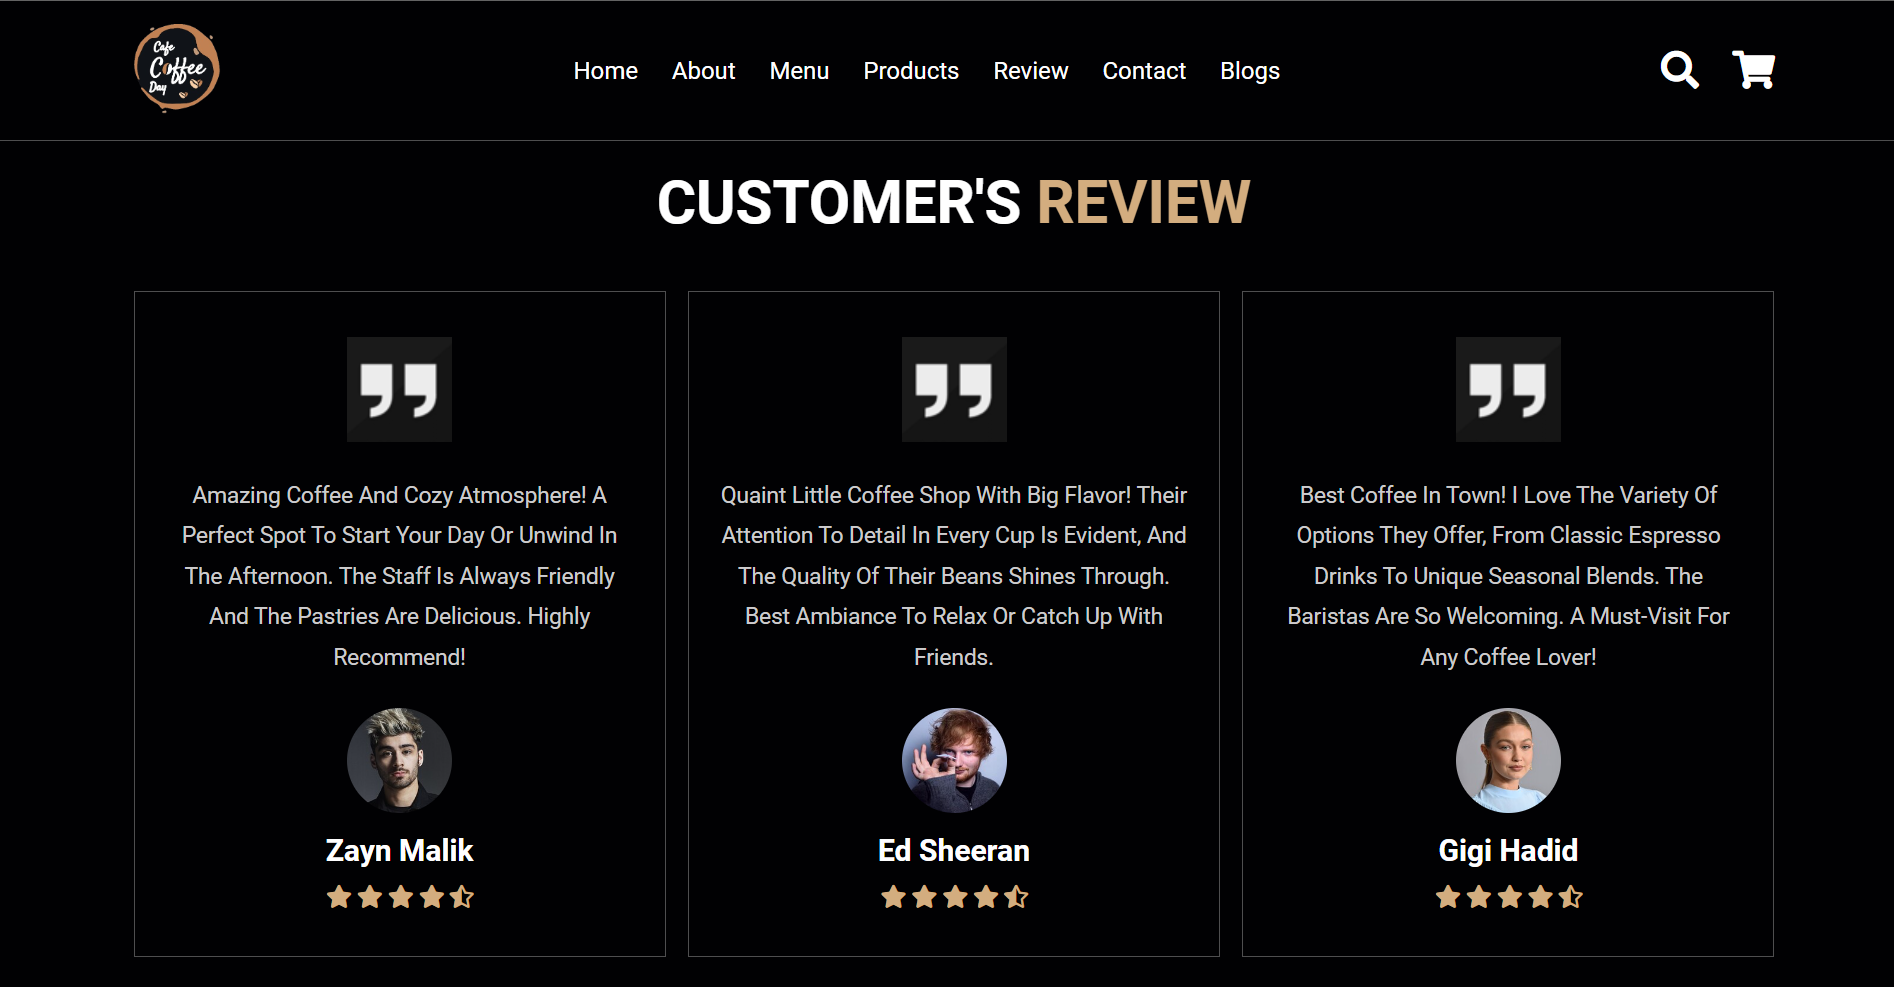 Cafe
Coffee
Day
Home About Menu Products Review Contact Blogs
CUSTOMER'S REVIEW
Amazing Coffee And Cozy Atmosphere! A
Perfect Spot To Start Your Day Or Unwind In
The Afternoon. The Staff Is Always Friendly
And The Pastries Are Delicious. Highly
Recommend!
Zayn Malik
Quaint Little Coffee Shop With Big Flavor! Their
Attention To Detail In Every Cup Is Evident, And
The Quality Of Their Beans Shines Through.
Best Ambiance To Relax Or Catch Up With
Friends.
Ed Sheeran
Best Coffee In Town! I Love The Variety Of
Options They Offer, From Classic Espresso
Drinks To Unique Seasonal Blends. The
Baristas Are So Welcoming. A Must-Visit For
Any Coffee Lover!
Gigi Hadid